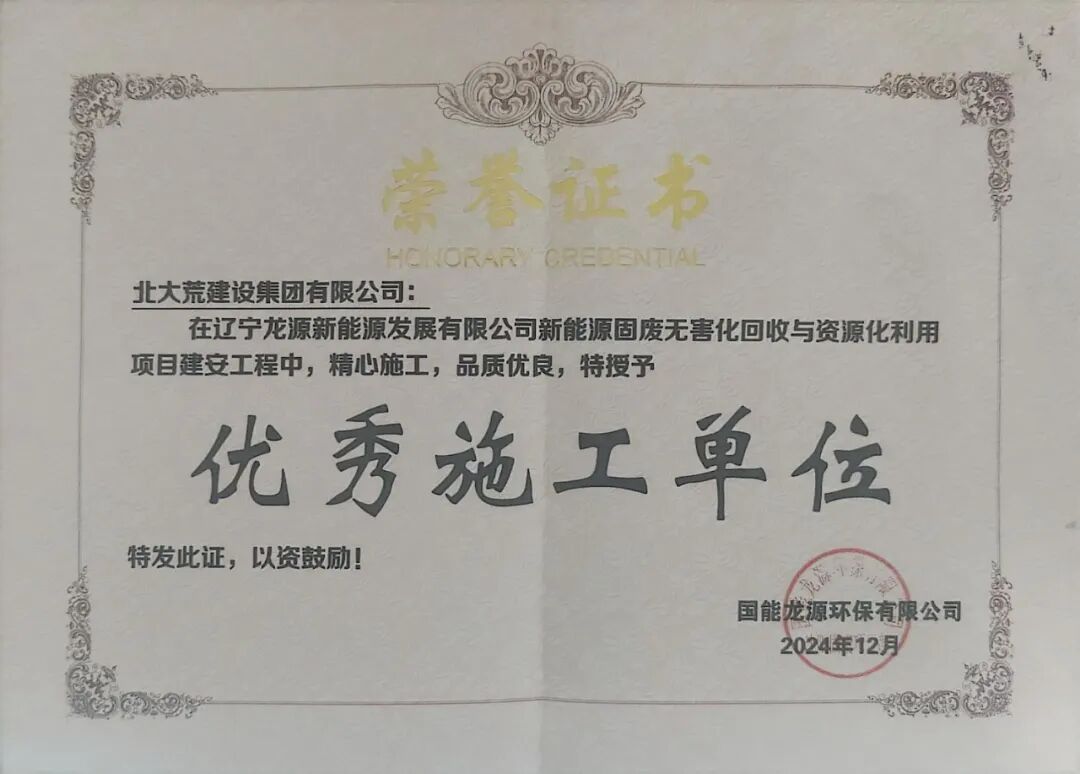 荣誉证书
HONORARY CREDENTIAL
北大荒建设集团有限公司：
在辽宁龙源新能源发展有限公司新能源固废无害化回收与资源化利用
项目建安工程中，精心施工，品质优良，特授予
优秀施工单位
特发此证，以资鼓励！
国能龙源环保有限公司
2024年12月